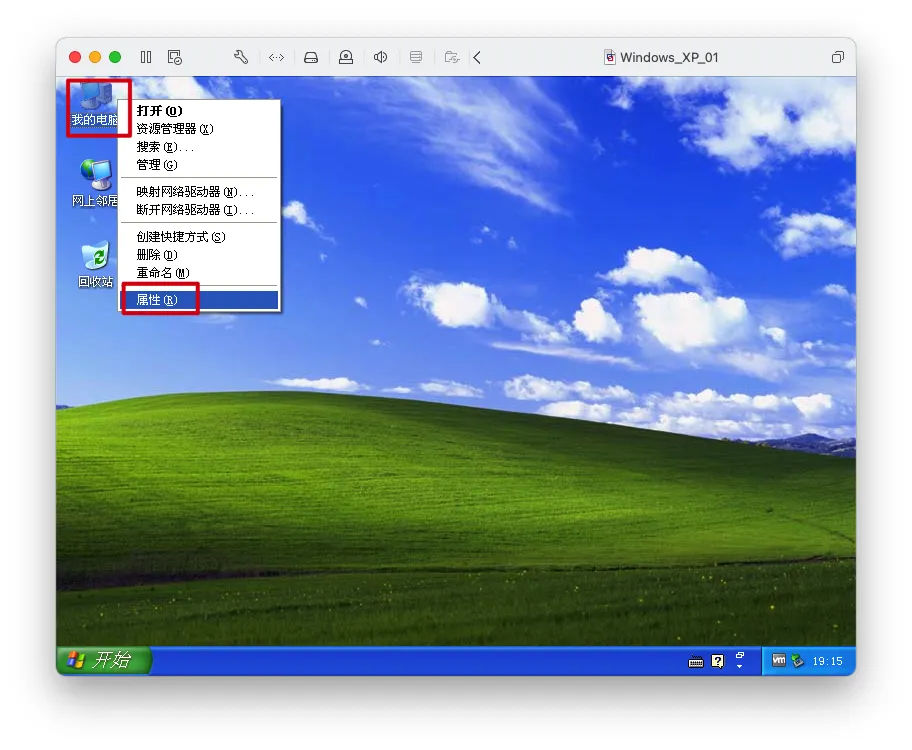 Windows_XP_01
我的电脑
打开(O)
资源管理器(X)
搜索(E)...
管理(G)
映射网络驱动器(N)...
断开网络驱动器(I)...
创建快捷方式(S)
删除(D)
重命名(M)
属性(R)
网上邻居
回收站
开始
?
vm
19:15